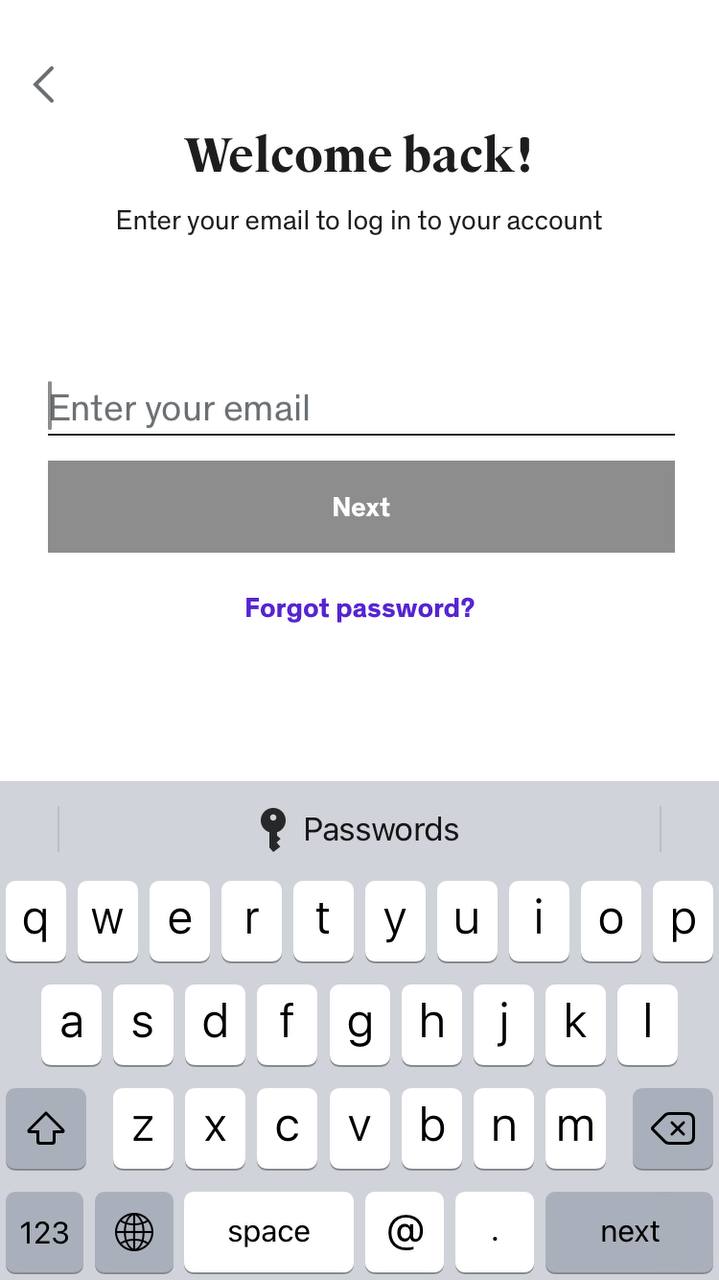 Welcome back!
Enter your email to log in to your account
Enter your email
Next
Forgot password?
Passwords
q w e r t y u i o p
a s d f g h j k l
z x c v b n m
123 space @ . next